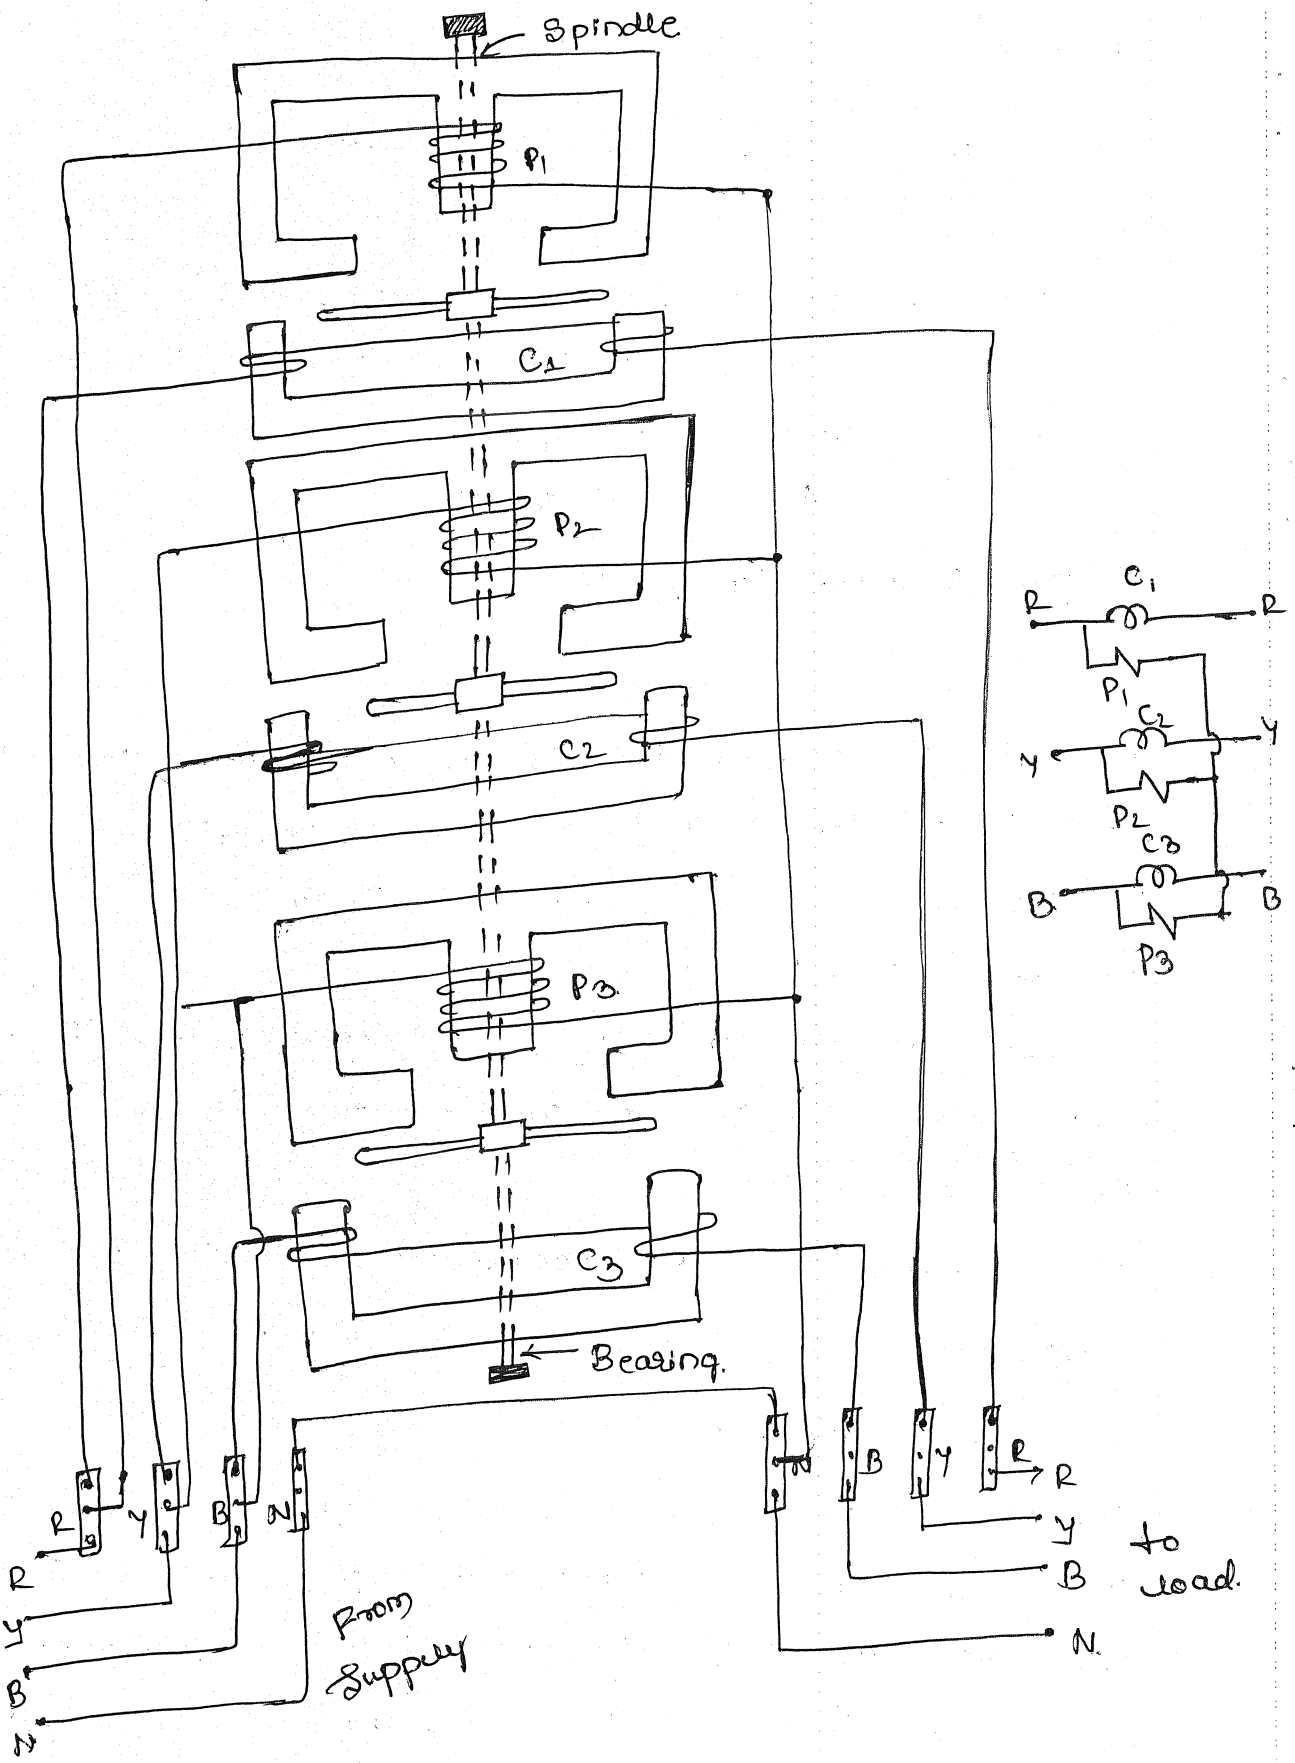 Spindle
P1
C1
P2
C2
P3.
C3
Bearing.
C1
R R
P1
C2
Y Y
P2
C3
B B
P3
R Y B N
N B Y R
R
Y
B
N
From
Supply
R
Y
B
N.
to
load.